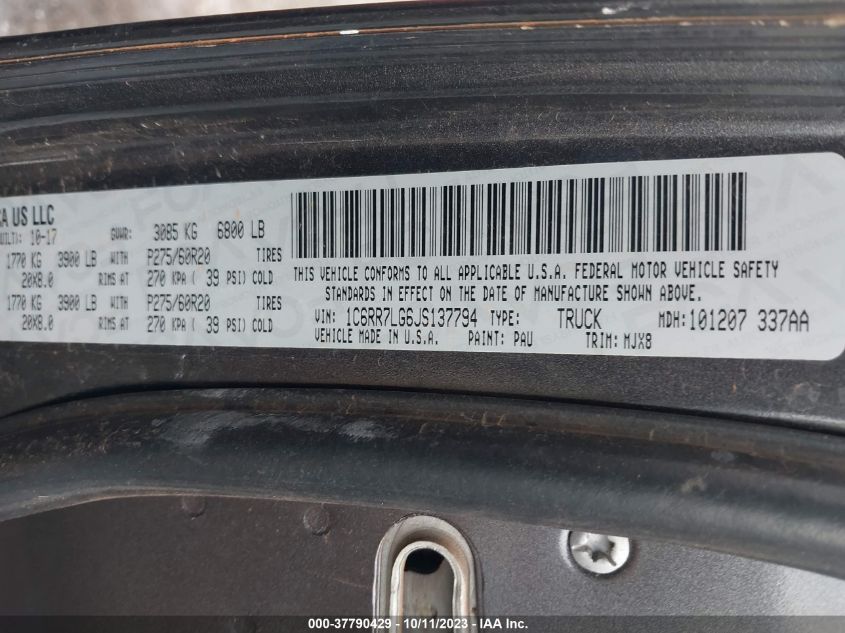 CA US LLC
UILT): 10-17 GVWR: 3085 KG 6800 LB
1770 KG 3900 LB WITH P275/60R20 TIRES
20X8.0 RIMS AT 270 KPA ( 39 PSI) COLD
1770 KG 3900 LB WITH P275/60R20 TIRES
20X8.0 RIMS AT 270 KPA ( 39 PSI) COLD
THIS VEHICLE CONFORMS TO ALL APPLICABLE U.S.A. FEDERAL MOTOR VEHICLE SAFETY
STANDARDS IN EFFECT ON THE DATE OF MANUFACTURE SHOWN ABOVE.
VIN: 1C6RR7LG6JS137794 TYPE: TRUCK MDH: 101207 337AA
VEHICLE MADE IN U.S.A. PAINT: PAU TRIM: MJX8
000-37790429 - 10/11/2023 - IAA Inc.